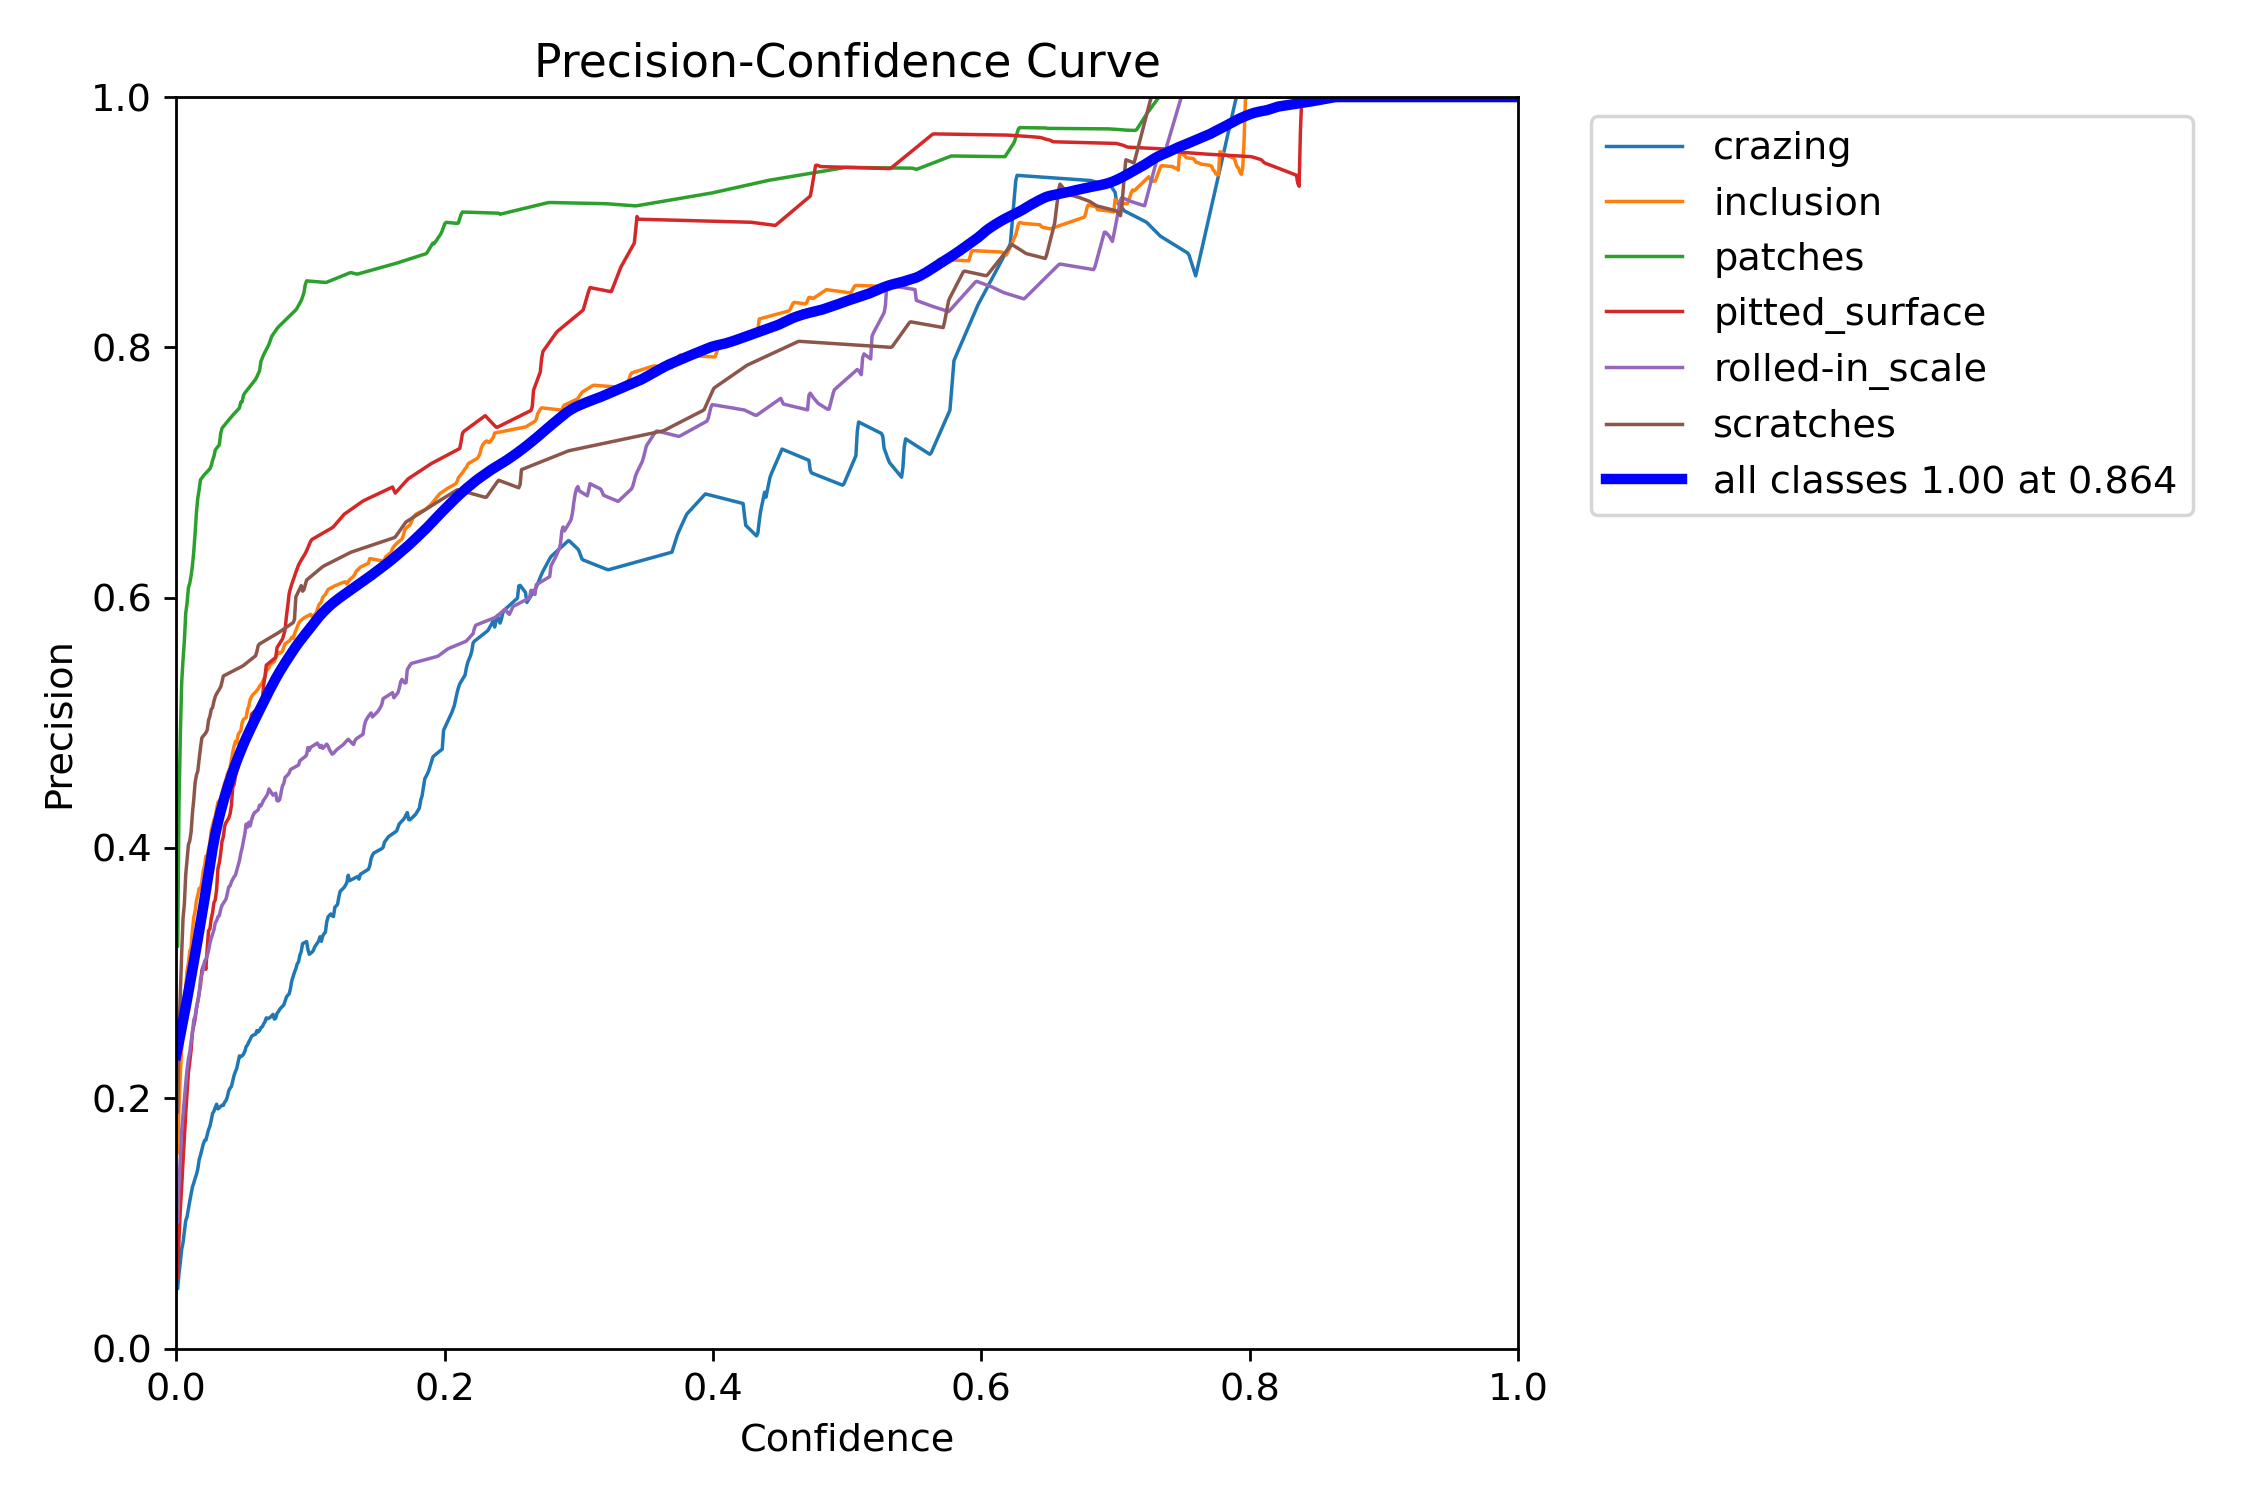 Precision-Confidence Curve
1.0
0.8
0.6
0.4
0.2
0.0
Precision
0.0 0.2 0.4 0.6 0.8 1.0
Confidence
crazing
inclusion
patches
pitted_surface
rolled-in_scale
scratches
all classes 1.00 at 0.864